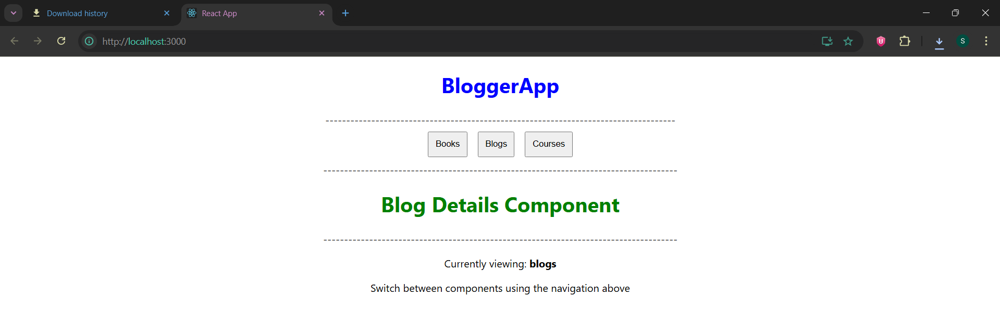 Download history
React App
http://localhost:3000
S
BloggerApp
-------------------------------------------------------------------------------------
Books Blogs Courses
--------------------------------------------------------------------------------------
Blog Details Component
--------------------------------------------------------------------------------------
Currently viewing: blogs
Switch between components using the navigation above